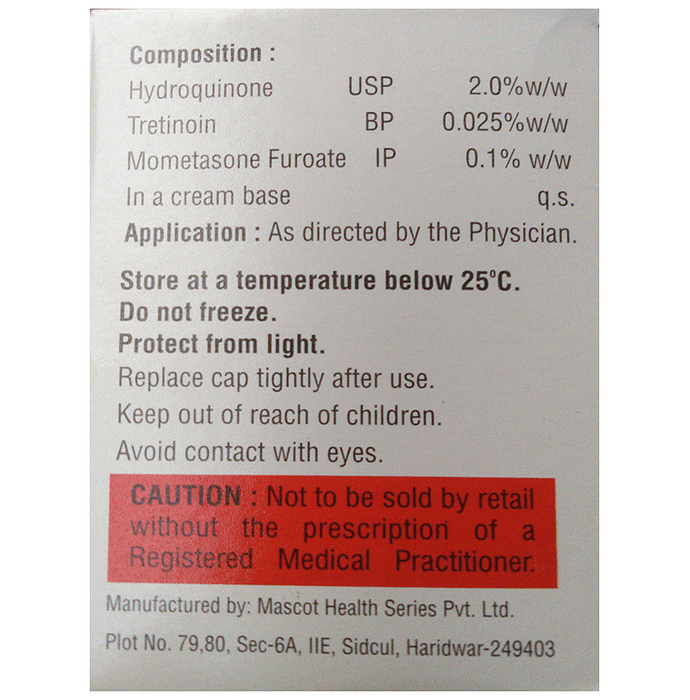 Composition :
Hydroquinone USP 2.0%w/w
Tretinoin BP 0.025%w/w
Mometasone Furoate IP 0.1% w/w
In a cream base q.s.
Application : As directed by the Physician.
Store at a temperature below 25°C.
Do not freeze.
Protect from light.
Replace cap tightly after use.
Keep out of reach of children.
Avoid contact with eyes.
CAUTION : Not to be sold by retail
without the prescription of a
Registered Medical Practitioner.
Manufactured by: Mascot Health Series Pvt. Ltd.
Plot No. 79,80, Sec-6A, IIE, Sidcul, Haridwar-249403